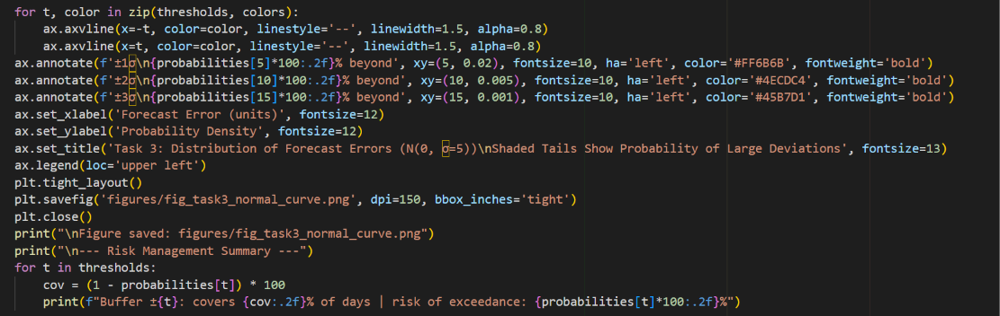 for t, color in zip(thresholds, colors):
    ax.axvline(x=-t, color=color, linestyle='--', linewidth=1.5, alpha=0.8)
    ax.axvline(x=t, color=color, linestyle='--', linewidth=1.5, alpha=0.8)
ax.annotate(f'±1σ\n{probabilities[5]*100:.2f}% beyond', xy=(5, 0.02), fontsize=10, ha='left', color='#FF6B6B', fontweight='bold')
ax.annotate(f'±2σ\n{probabilities[10]*100:.2f}% beyond', xy=(10, 0.005), fontsize=10, ha='left', color='#4ECDC4', fontweight='bold')
ax.annotate(f'±3σ\n{probabilities[15]*100:.2f}% beyond', xy=(15, 0.001), fontsize=10, ha='left', color='#45B7D1', fontweight='bold')
ax.set_xlabel('Forecast Error (units)', fontsize=12)
ax.set_ylabel('Probability Density', fontsize=12)
ax.set_title('Task 3: Distribution of Forecast Errors (N(0, σ=5))\nShaded Tails Show Probability of Large Deviations', fontsize=13)
ax.legend(loc='upper left')
plt.tight_layout()
plt.savefig('figures/fig_task3_normal_curve.png', dpi=150, bbox_inches='tight')
plt.close()
print("\nFigure saved: figures/fig_task3_normal_curve.png")
print("\n--- Risk Management Summary ---")
for t in thresholds:
    cov = (1 - probabilities[t]) * 100
    print(f"Buffer ±{t}: covers {cov:.2f}% of days | risk of exceedance: {probabilities[t]*100:.2f}%")